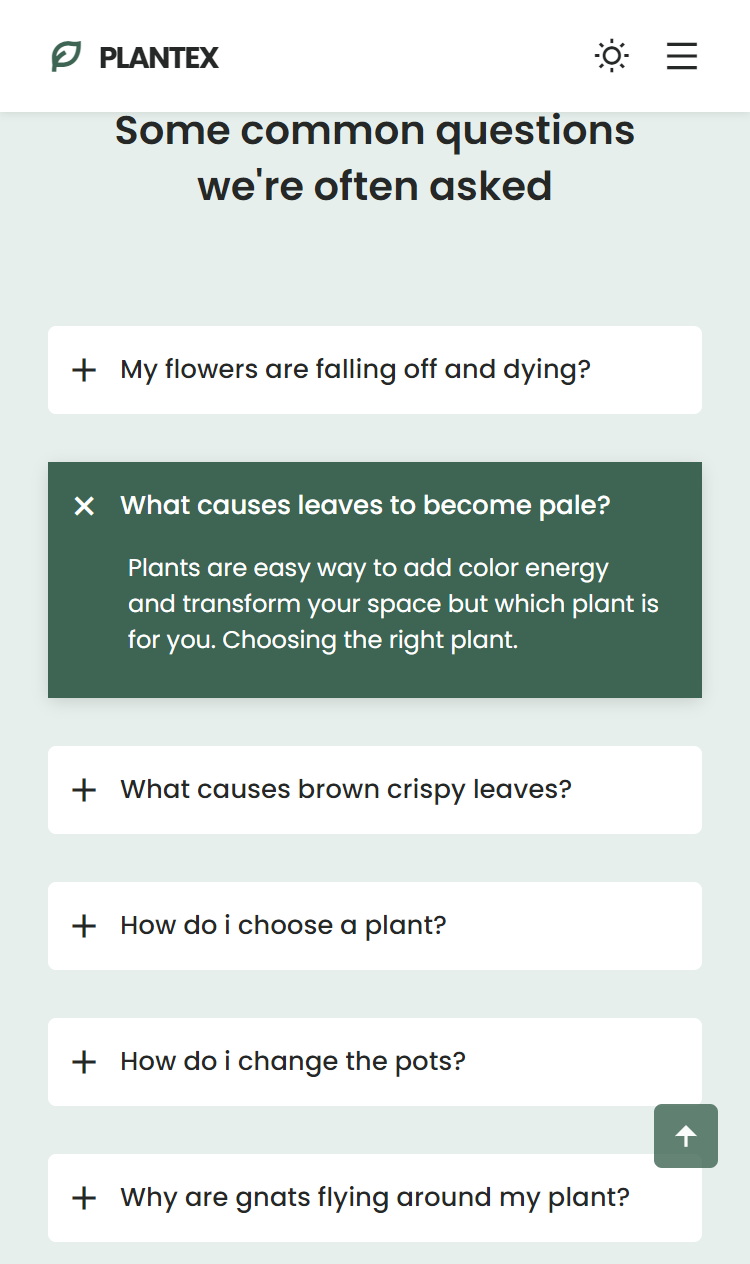 PLANTEX
Some common questions
we're often asked
My flowers are falling off and dying?
What causes leaves to become pale?
Plants are easy way to add color energy
and transform your space but which plant is
for you. Choosing the right plant.
What causes brown crispy leaves?
How do i choose a plant?
How do i change the pots?
Why are gnats flying around my plant?